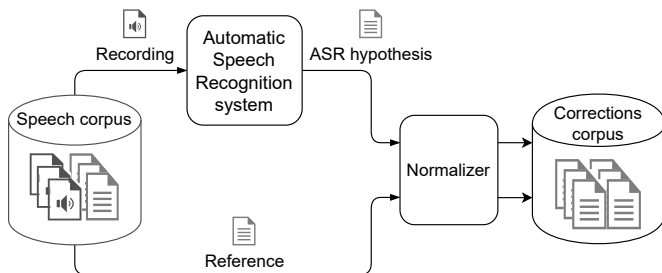 Recording
Automatic
Speech
Recognition
system
ASR hypothesis
Speech corpus
Corrections
corpus
Normalizer
Reference